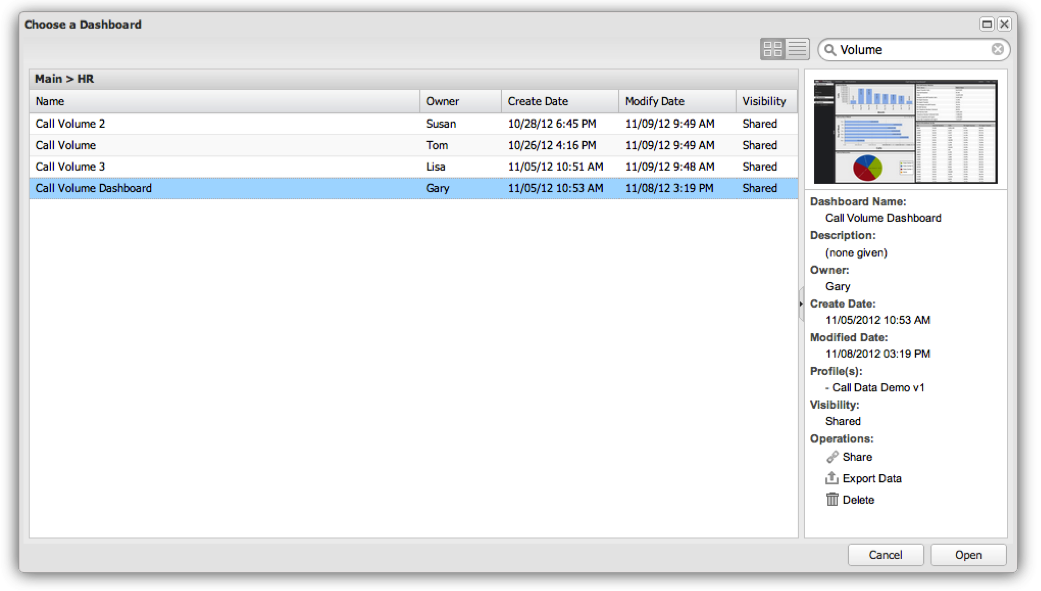 Choose a Dashboard
Volume
Main > HR
Name Owner Create Date Modify Date Visibility
Call Volume 2 Susan 10/28/12 6:45 PM 11/09/12 9:49 AM Shared
Call Volume Tom 10/26/12 4:16 PM 11/09/12 9:49 AM Shared
Call Volume 3 Lisa 11/05/12 10:51 AM 11/09/12 9:48 AM Shared
Call Volume Dashboard Gary 11/05/12 10:53 AM 11/08/12 3:19 PM Shared
Dashboard Name:
Call Volume Dashboard
Description:
(none given)
Owner:
Gary
Create Date:
11/05/2012 10:53 AM
Modified Date:
11/08/2012 03:19 PM
Profile(s):
- Call Data Demo v1
Visibility:
Shared
Operations:
Share
Export Data
Delete
Cancel Open